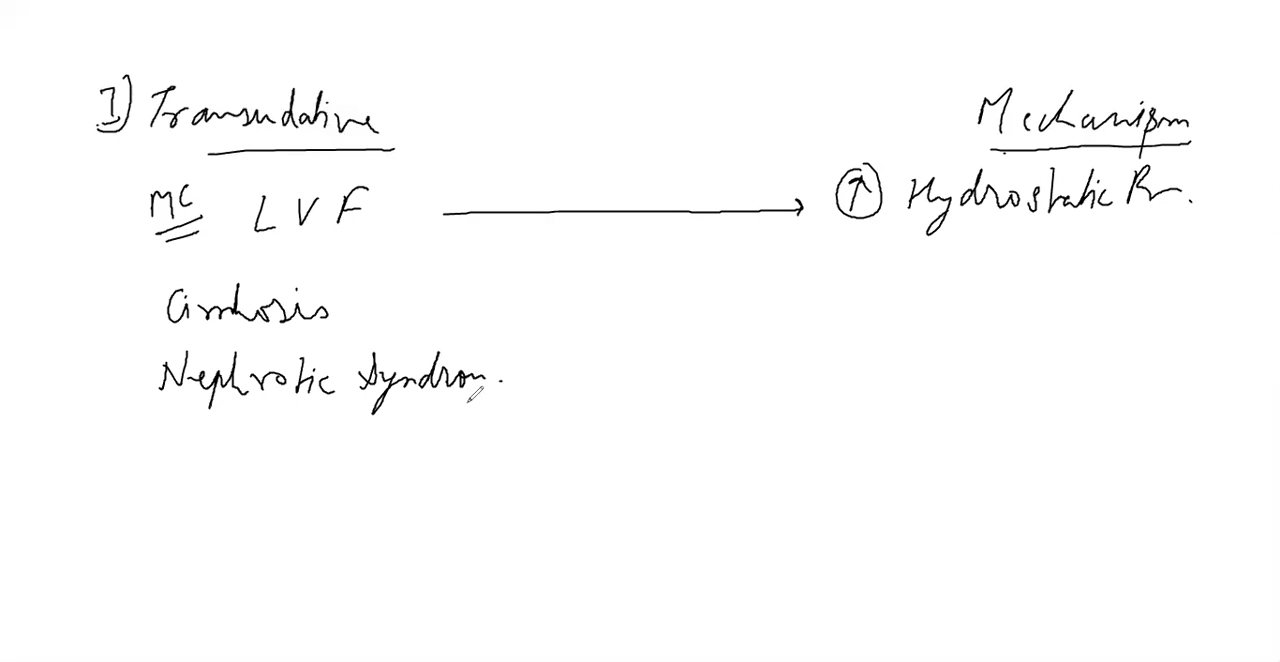 I) Transudative
Mechanism
MC LVF → ↑ Hydrostatic Pr.
Cirrhosis
Nephrotic Syndrom.